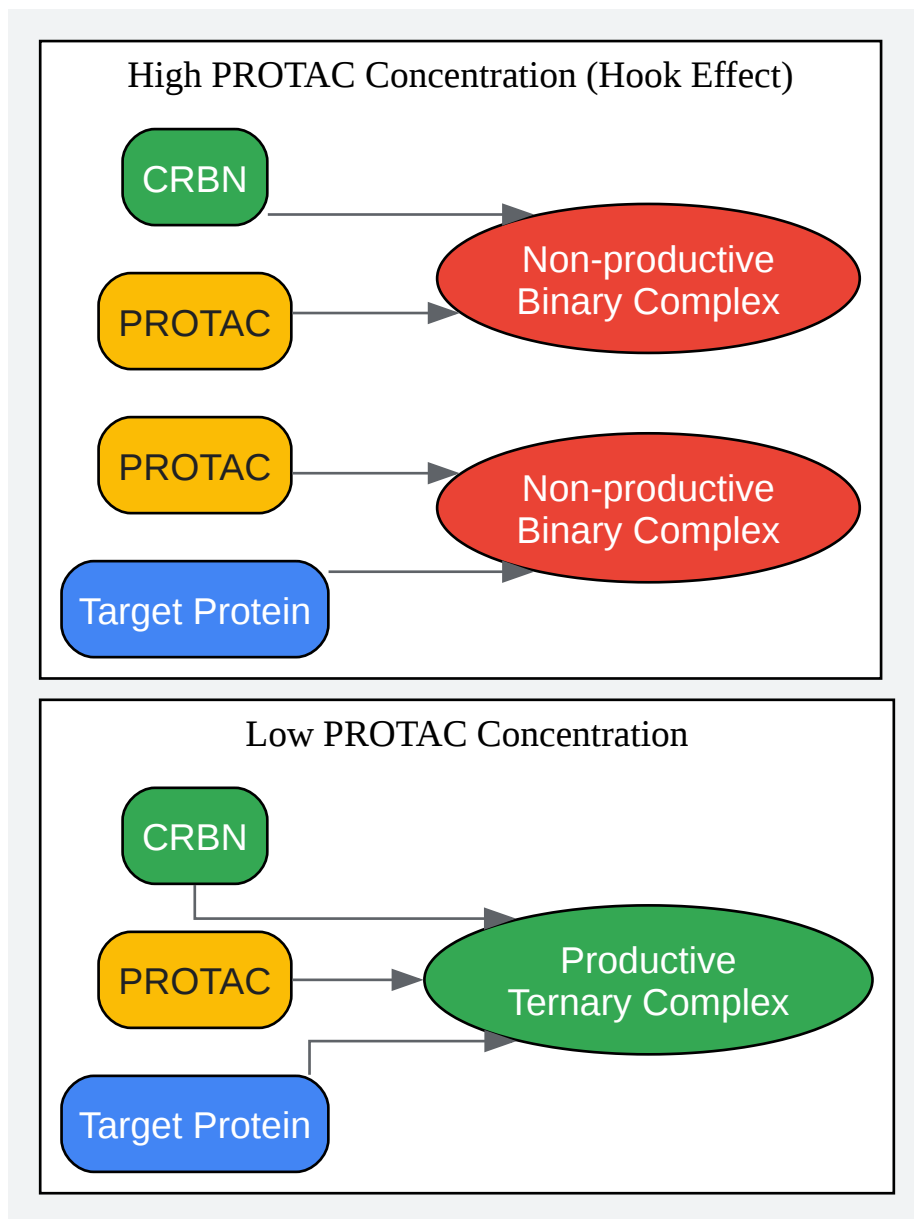 High PROTAC Concentration (Hook Effect)
CRBN
Non-productive
Binary Complex
PROTAC
PROTAC
Non-productive
Binary Complex
Target Protein
Low PROTAC Concentration
CRBN
PROTAC
Productive
Ternary Complex
Target Protein